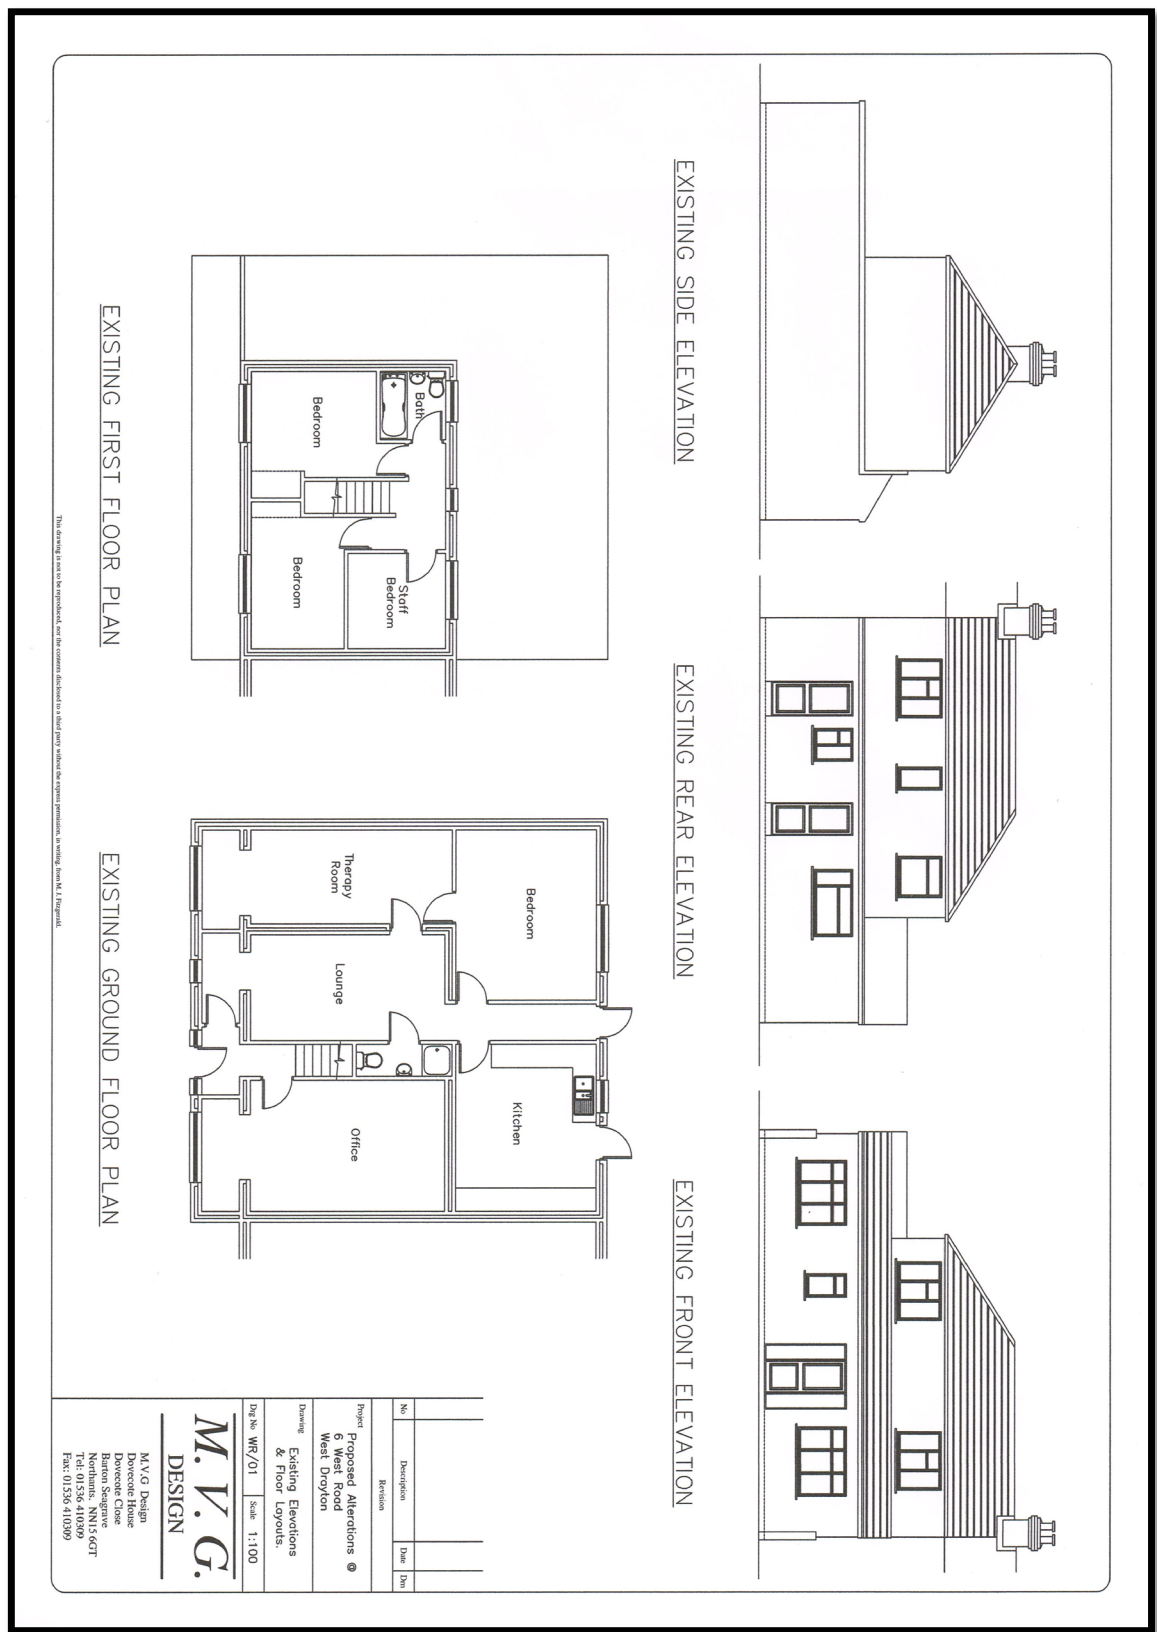 EXISTING SIDE ELEVATION
EXISTING REAR ELEVATION
EXISTING FRONT ELEVATION
Bath
Bedroom
Bedroom
Staff
Bedroom
EXISTING FIRST FLOOR PLAN
Bedroom
Therapy
Room
Lounge
Kitchen
Office
EXISTING GROUND FLOOR PLAN
This drawing is not to be reproduced, nor the contents disclosed to a third party without the express permission, in writing, from M. J. Fitzgerald.
No Description Date Drn
Revision
Project Proposed Alterations @
6 West Road
West Drayton
Drawing Existing Elevations
& Floor Layouts.
Drg No WR/01 Scale 1:100
M. V. G.
DESIGN
M.V.G Design
Dovecote House
Dovecote Close
Barton Seagrave
Northants. NN15 6GT
Tel: 01536 410309
Fax: 01536 410309